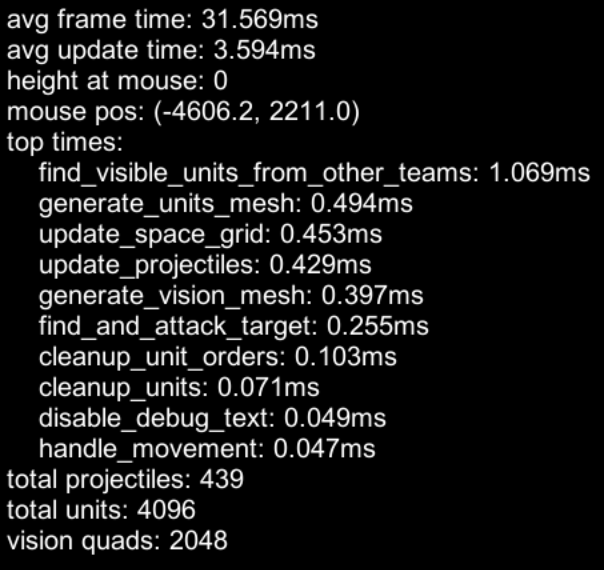 avg frame time: 31.569ms
avg update time: 3.594ms
height at mouse: 0
mouse pos: (-4606.2, 2211.0)
top times:
find_visible_units_from_other_teams: 1.069ms
generate_units_mesh: 0.494ms
update_space_grid: 0.453ms
update_projectiles: 0.429ms
generate_vision_mesh: 0.397ms
find_and_attack_target: 0.255ms
cleanup_unit_orders: 0.103ms
cleanup_units: 0.071ms
disable_debug_text: 0.049ms
handle_movement: 0.047ms
total projectiles: 439
total units: 4096
vision quads: 2048